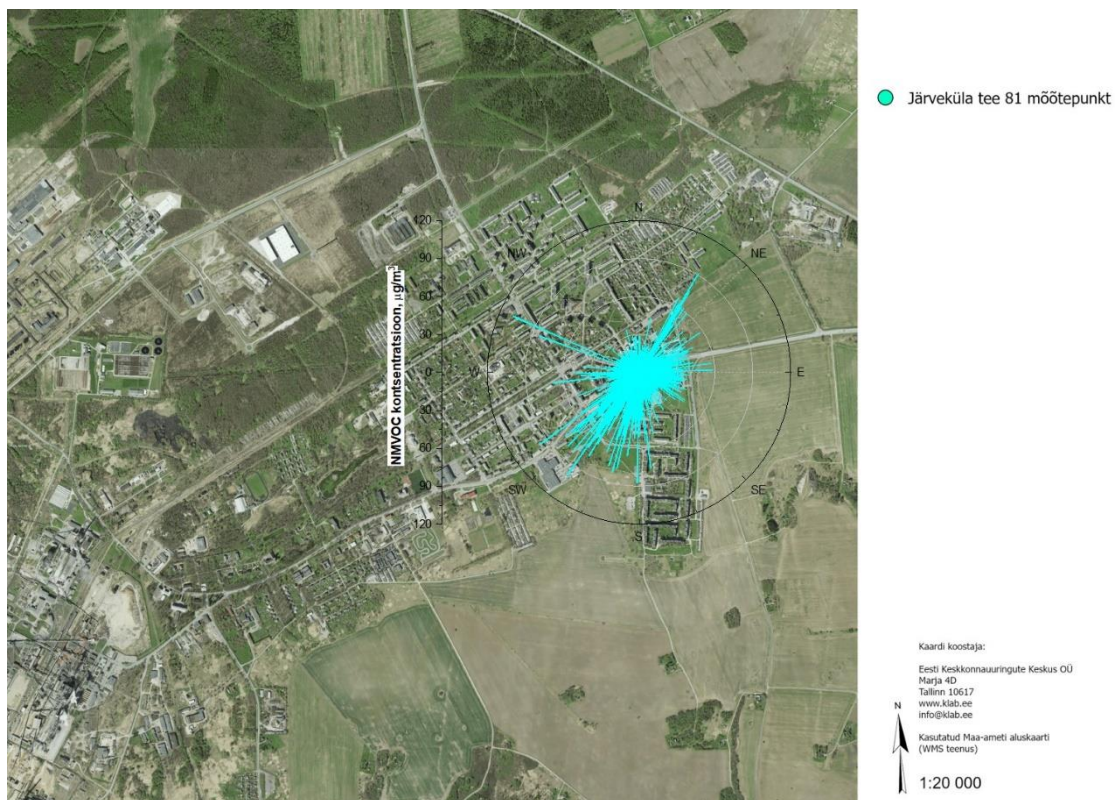 Järveküla tee 81 mõõtepunkt
120
90
60
30
0
30
60
90
120
NMVOC kontsentratsioon, µg/m³
N
NE
E
SE
S
SW
W
NW
Kaardi koostaja:
Eesti Keskkonnauuringute Keskus OÜ
Marja 4D
Tallinn 10617
www.klab.ee
info@klab.ee
Kasutatud Maa-ameti aluskaarti
(WMS teenus)
N
1:20 000